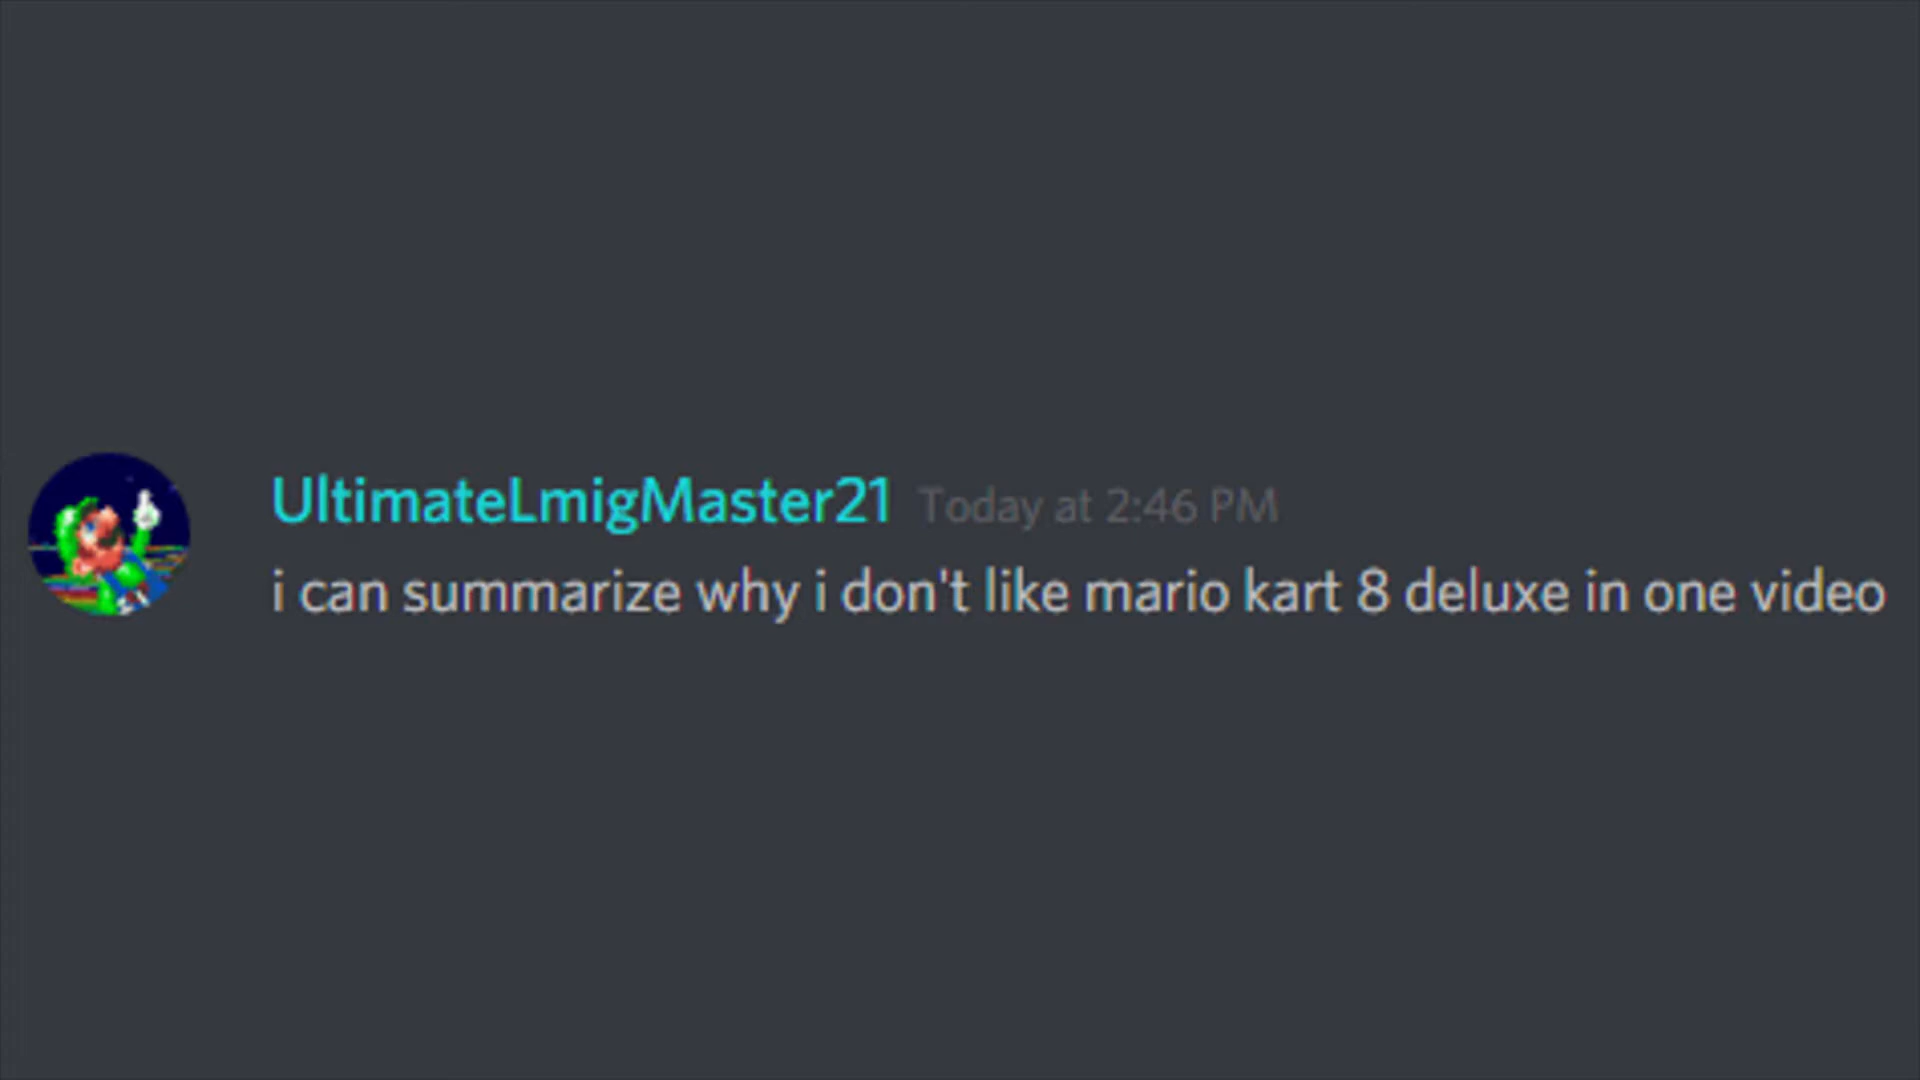 UltimateLmigMaster21 Today at 2:46 PM
i can summarize why i don't like mario kart 8 deluxe in one video